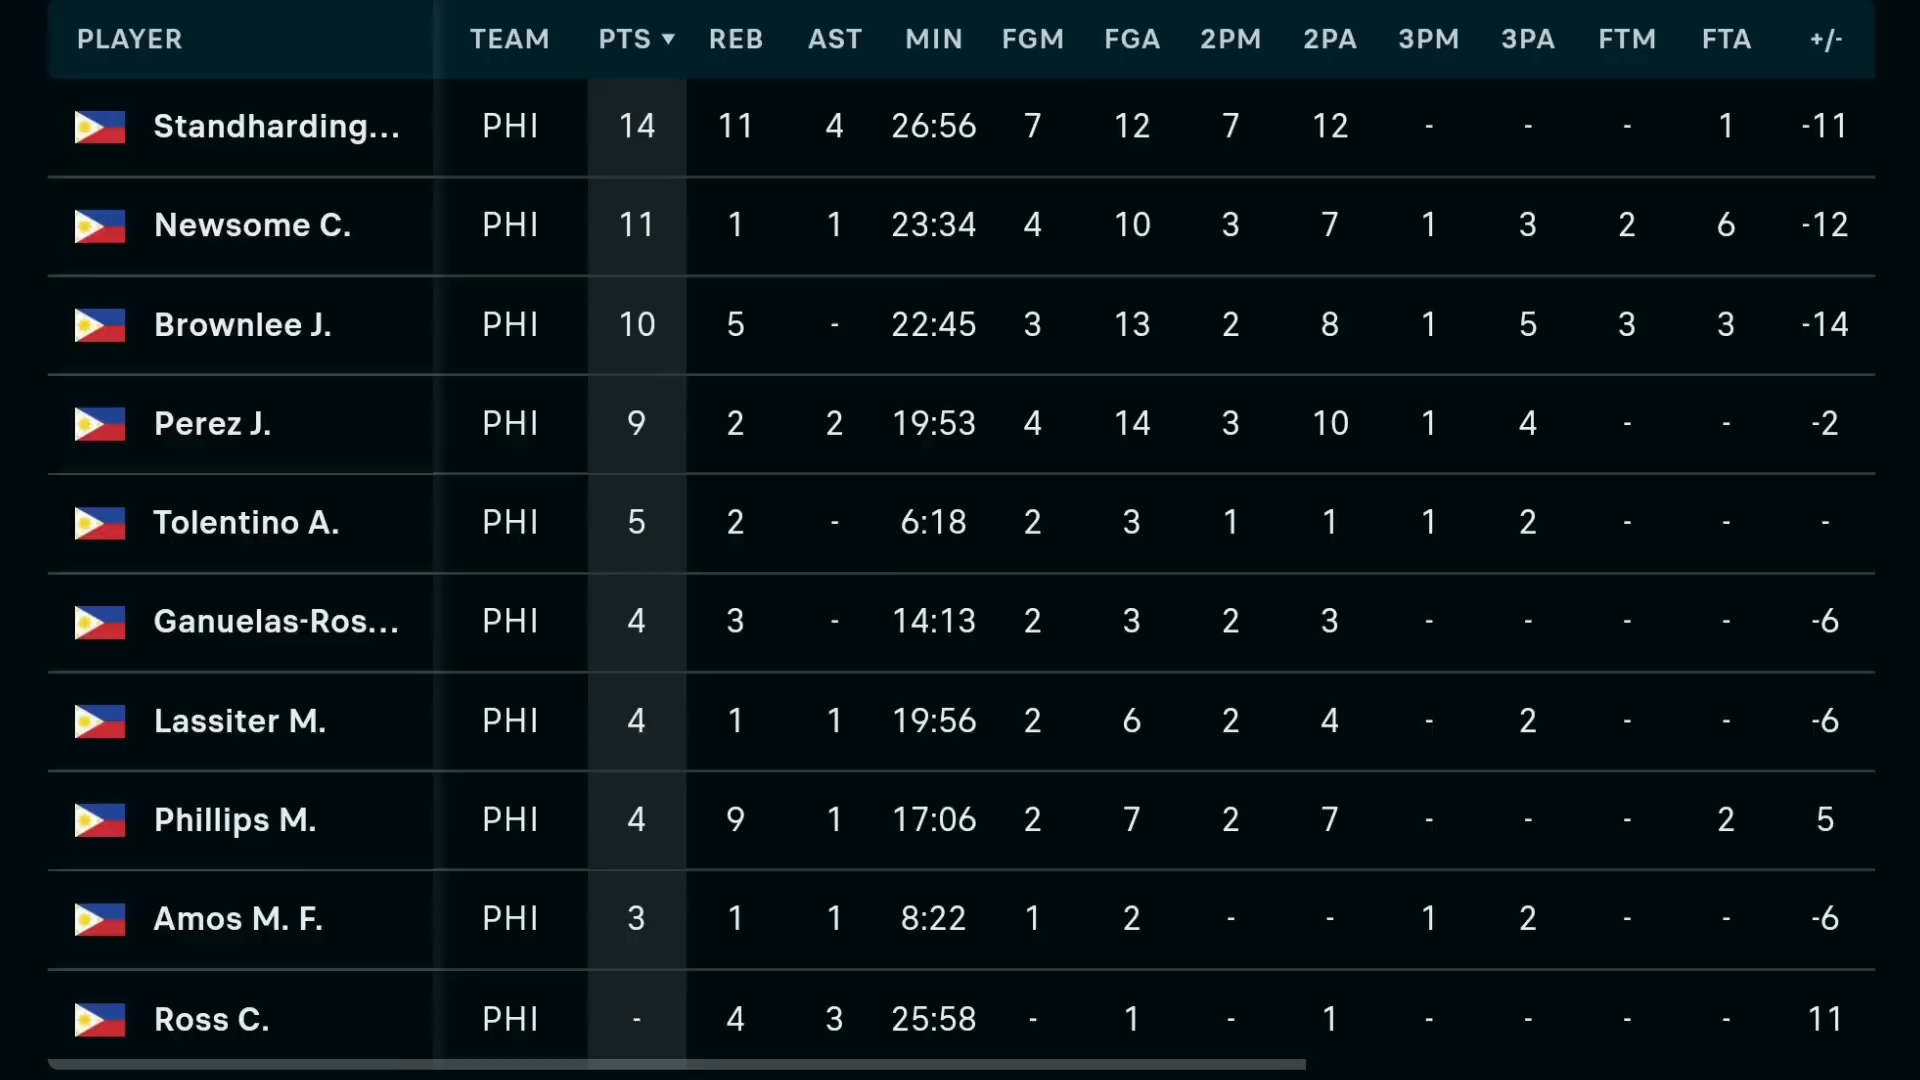 PLAYER TEAM PTS ▼ REB AST MIN FGM FGA 2PM 2PA 3PM 3PA FTM FTA +/-
Standharding... PHI 14 11 4 26:56 7 12 7 12 - - - 1 -11
Newsome C. PHI 11 1 1 23:34 4 10 3 7 1 3 2 6 -12
Brownlee J. PHI 10 5 - 22:45 3 13 2 8 1 5 3 3 -14
Perez J. PHI 9 2 2 19:53 4 14 3 10 1 4 - - -2
Tolentino A. PHI 5 2 - 6:18 2 3 1 1 1 2 - - -
Ganuelas-Ros... PHI 4 3 - 14:13 2 3 2 3 - - - - -6
Lassiter M. PHI 4 1 1 19:56 2 6 2 4 - 2 - - -6
Phillips M. PHI 4 9 1 17:06 2 7 2 7 - - - 2 5
Amos M. F. PHI 3 1 1 8:22 1 2 - - 1 2 - - -6
Ross C. PHI - 4 3 25:58 - 1 - 1 - - - - 11